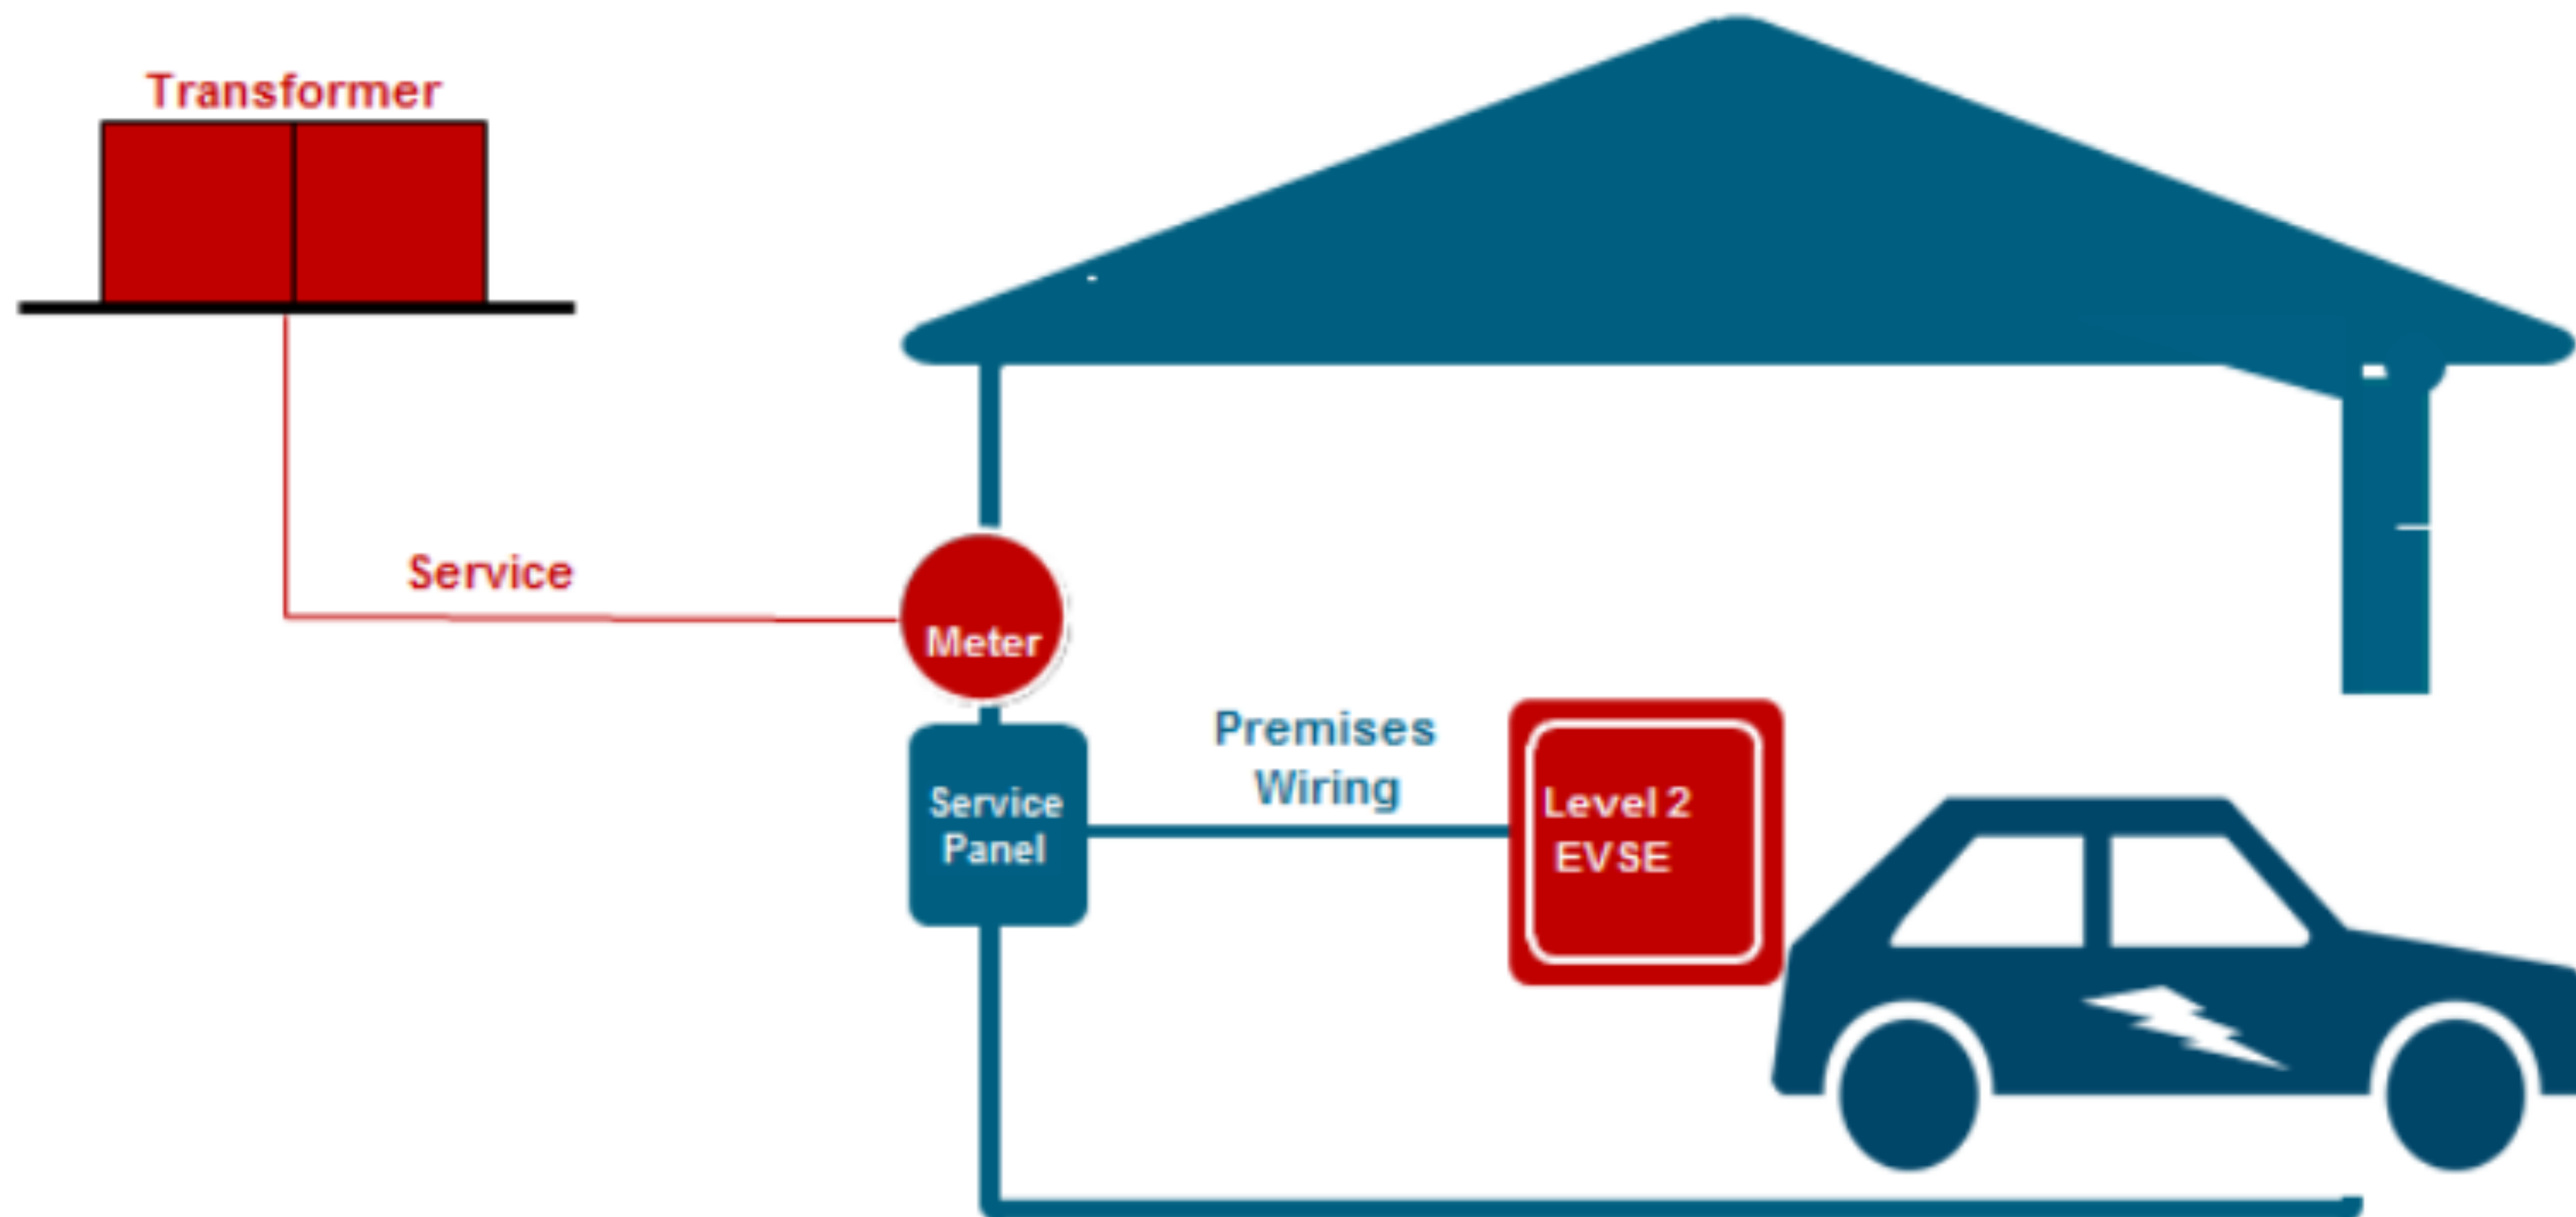 Transformer
Service
Meter
Service
Panel
Premises
Wiring
Level 2
EVSE